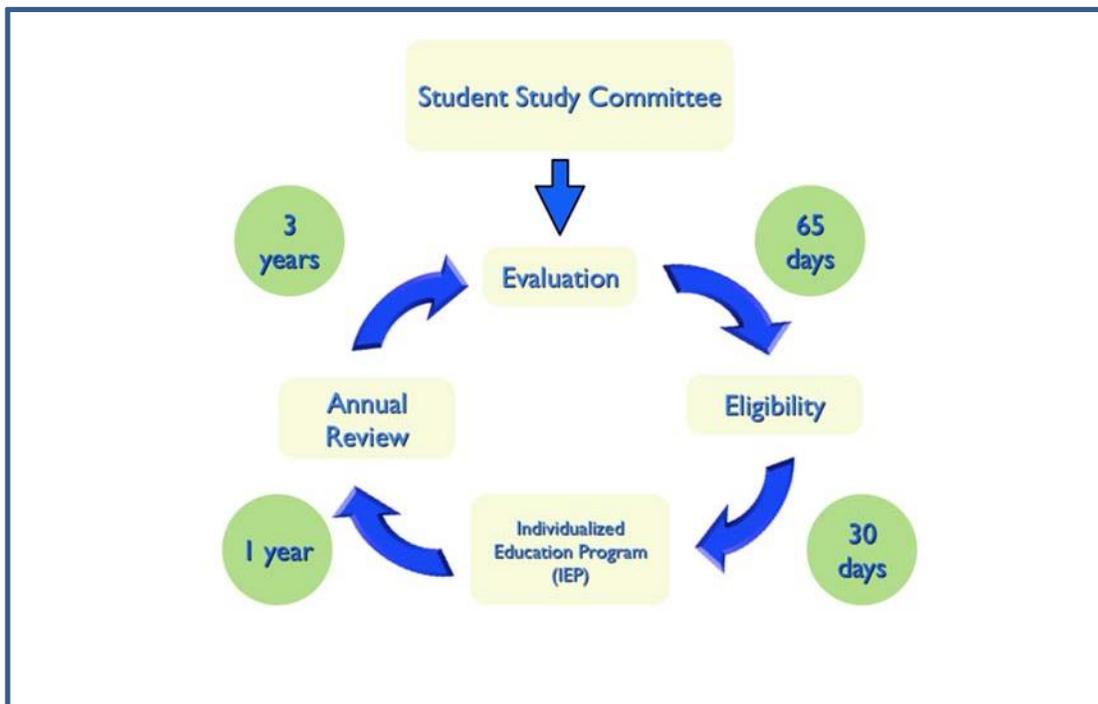 Student Study Committee
3
years
65
days
Evaluation
Annual
Review
Eligibility
1 year
Individualized
Education Program
(IEP)
30
days